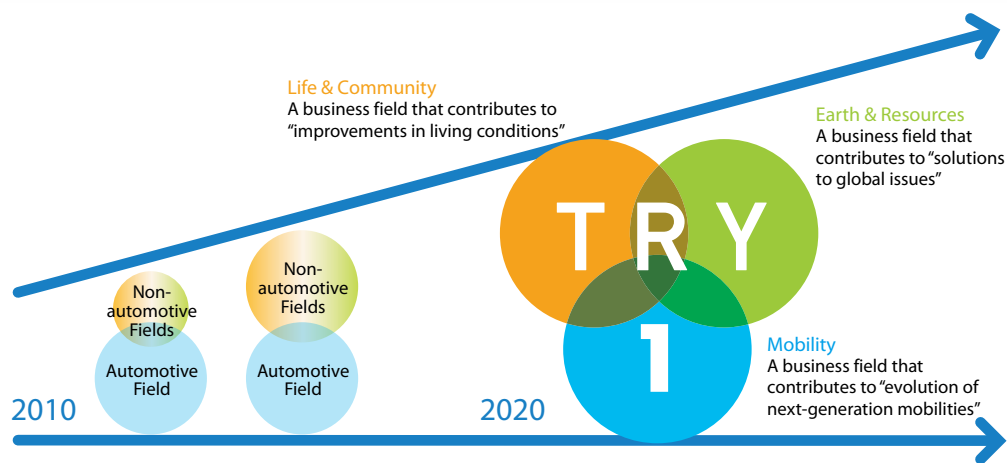 Life & Community
A business field that contributes to
“improvements in living conditions”
Earth & Resources
A business field that
contributes to “solutions
to global issues”
TRY
1
Non-
automotive
Fields
Automotive
Field
Non-
automotive
Fields
Automotive
Field
Mobility
A business field that
contributes to “evolution of
next-generation mobilities”
2010
2020